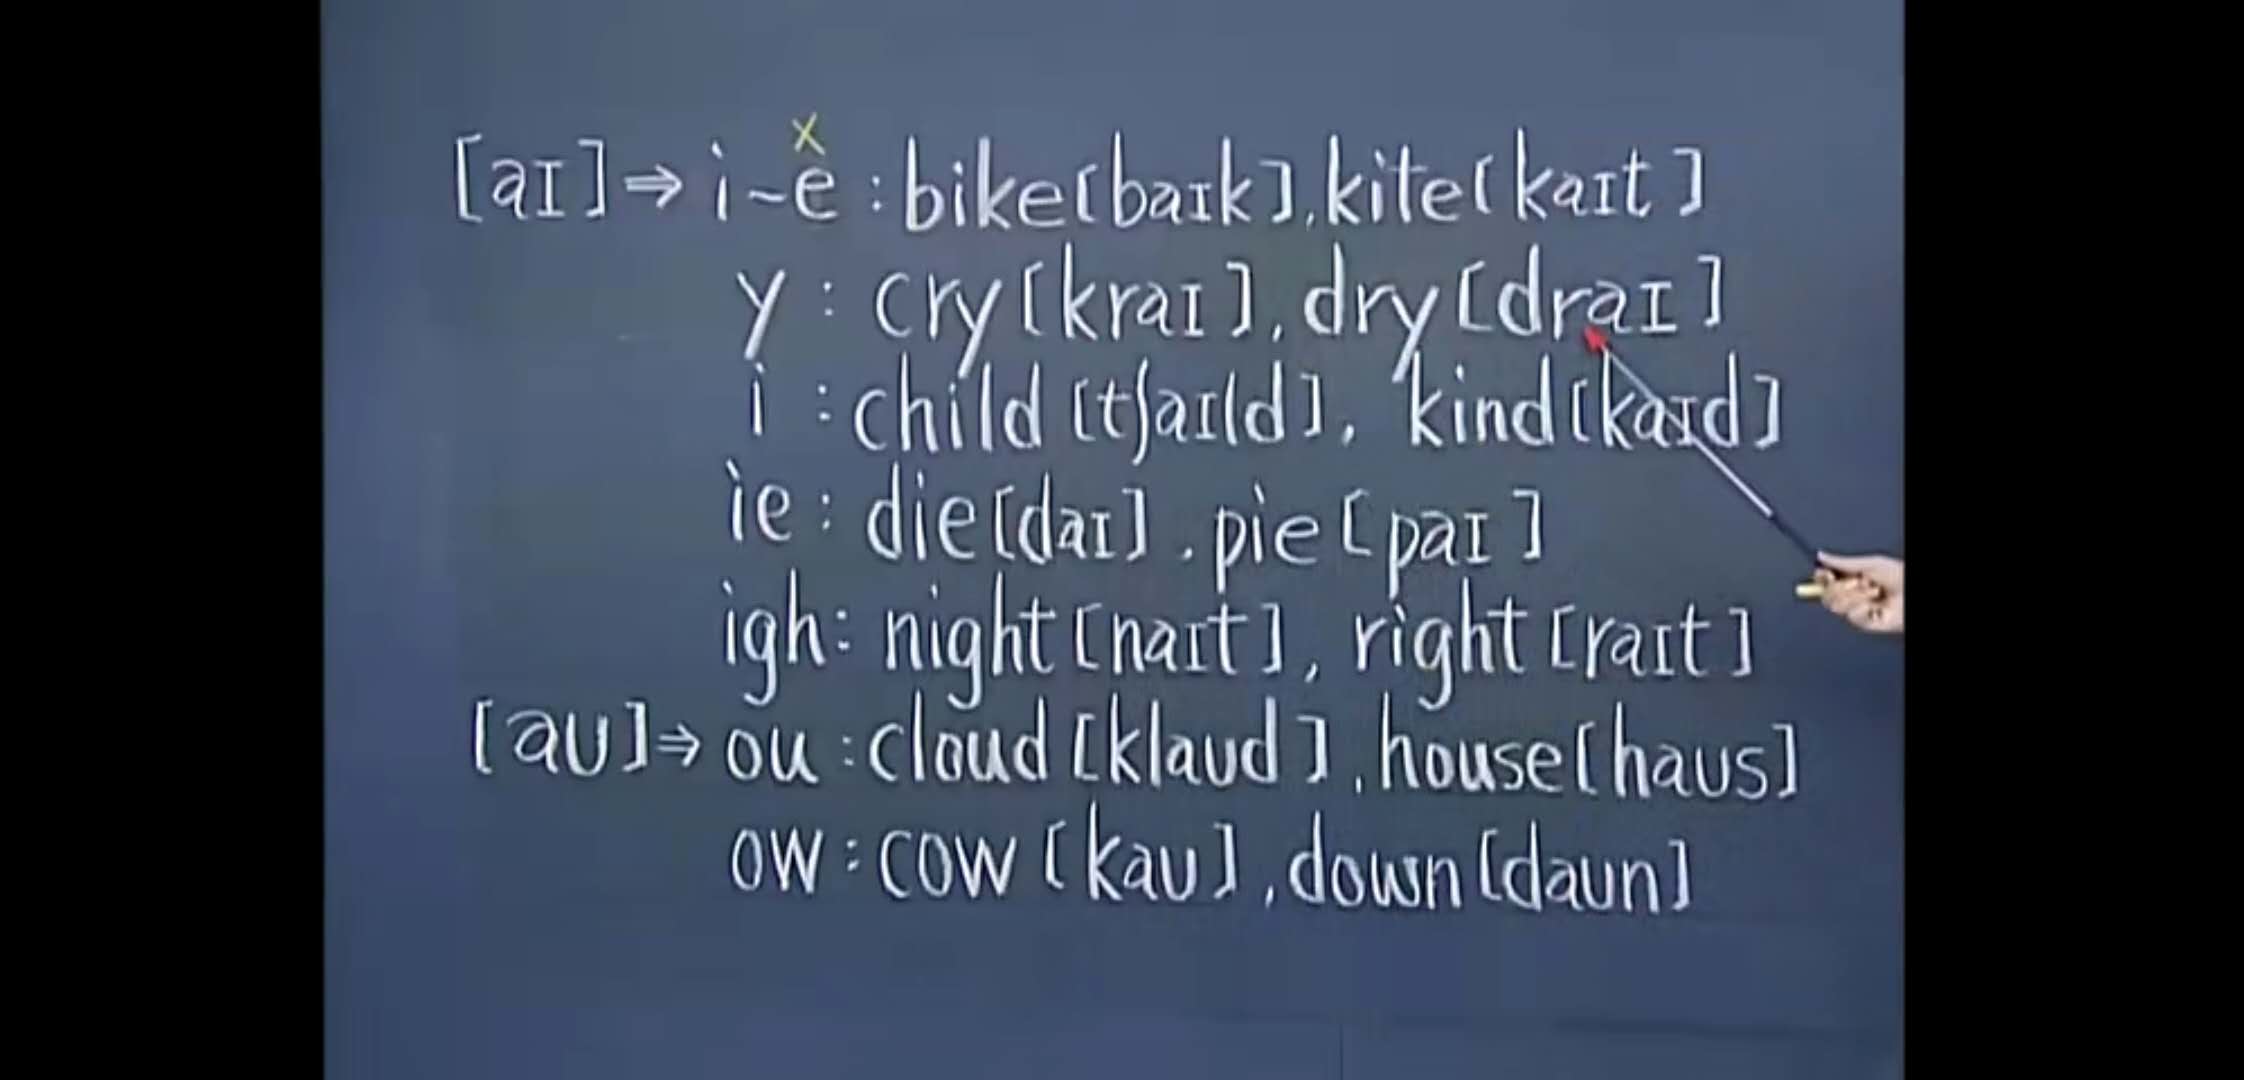 x
[aɪ]⇒ i~e : bike[baɪk], kite[kaɪt]
y : cry[kraɪ], dry[draɪ]
i : child [tʃaɪld], kind[kaɪd]
ie : die[daɪ], pie[paɪ]
igh: night[naɪt], right[raɪt]
[aʊ]⇒ ou : cloud[klaʊd], house[haʊs]
ow : cow[kaʊ], down[daʊn]